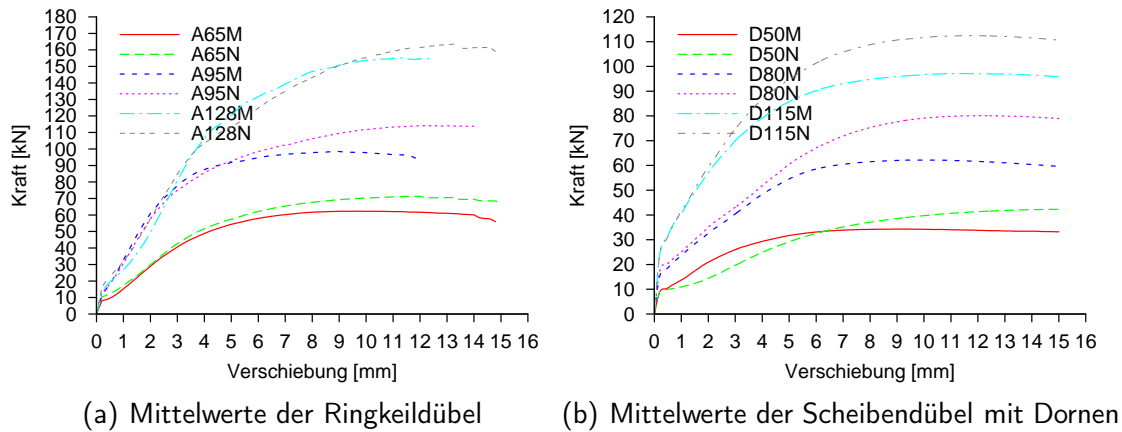 180
170
160
150
140
130
120
110
100
90
80
70
60
50
40
30
20
10
0
Kraft [kN]
A65M
A65N
A95M
A95N
A128M
A128N
0 1 2 3 4 5 6 7 8 9 10 11 12 13 14 15 16
Verschiebung [mm]
(a) Mittelwerte der Ringkeildübel
120
110
100
90
80
70
60
50
40
30
20
10
0
Kraft [kN]
D50M
D50N
D80M
D80N
D115M
D115N
0 1 2 3 4 5 6 7 8 9 10 11 12 13 14 15 16
Verschiebung [mm]
(b) Mittelwerte der Scheibendübel mit Dornen